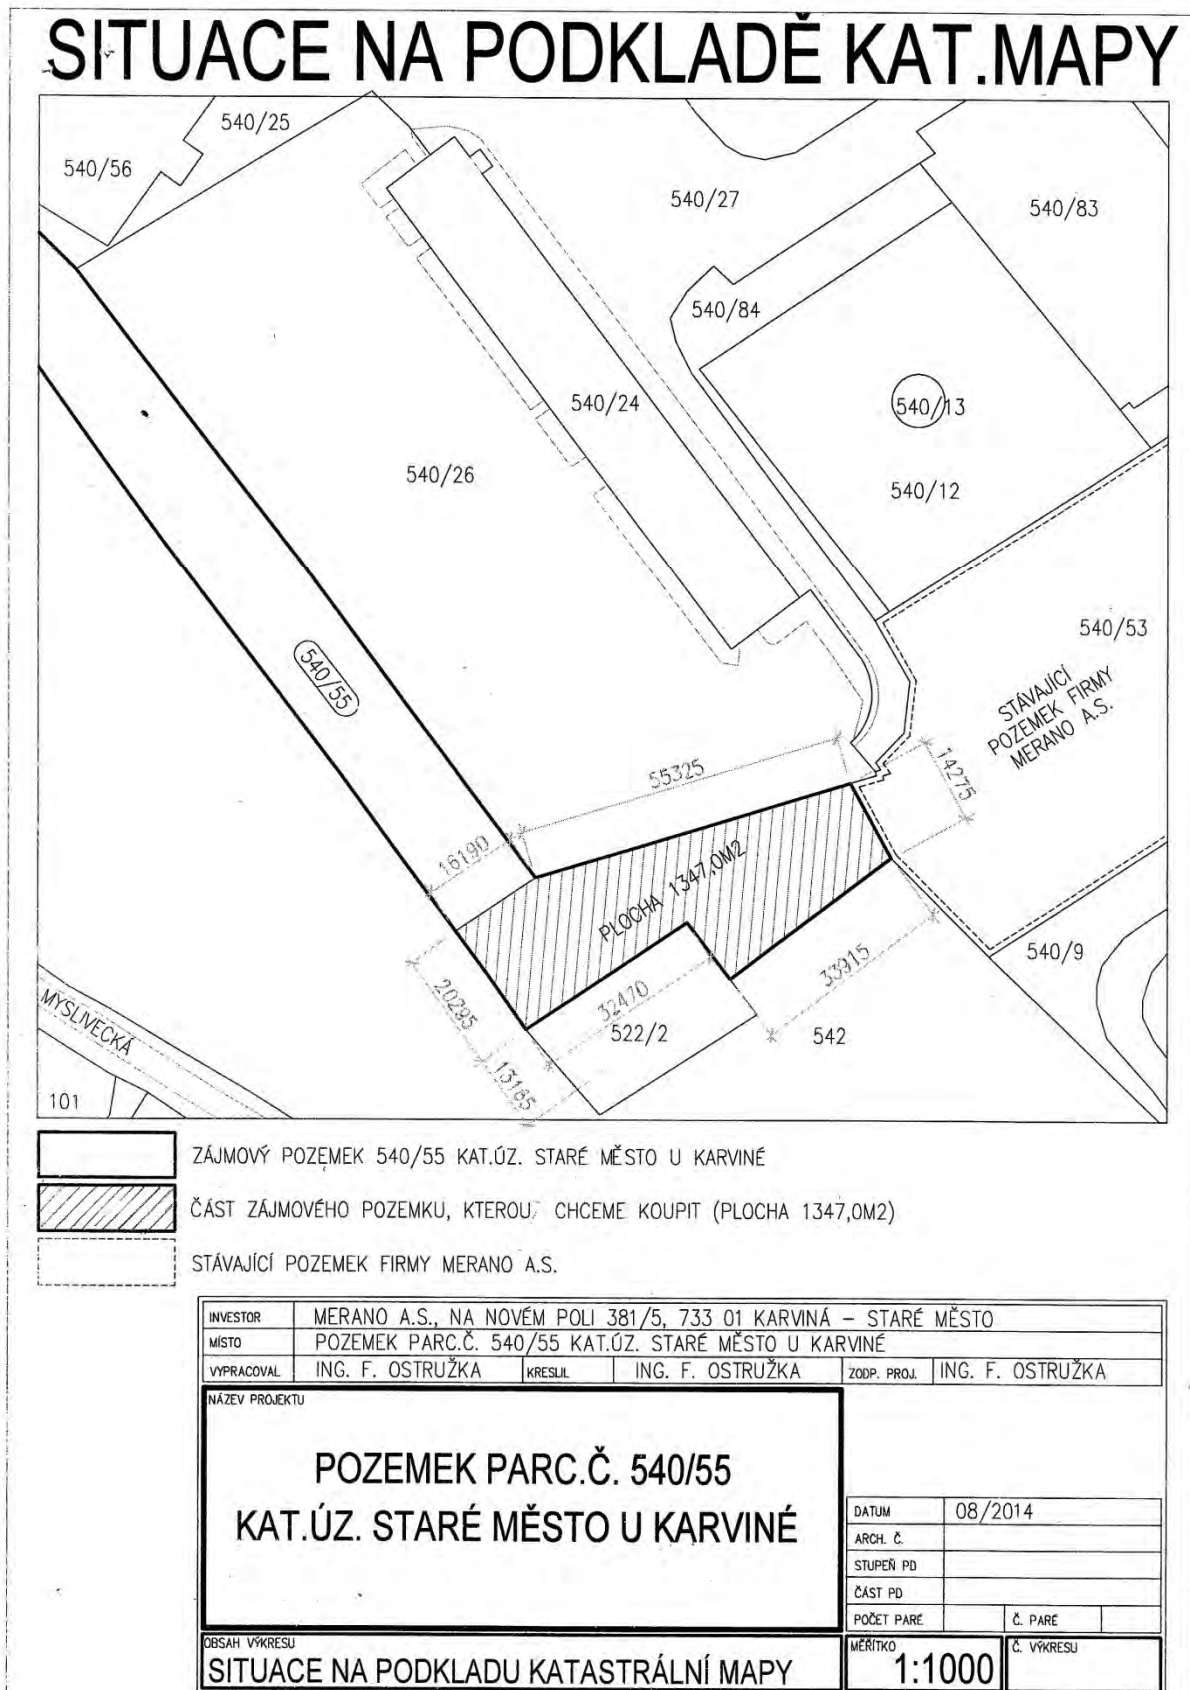 SITUACE NA PODKLADĚ KAT.MAPY
540/25
540/56
540/27
540/83
540/84
540/24
540/13
540/26
540/12
540/53
540/55
STÁVAJÍCÍ
POZEMEK FIRMY
MERANO A.S.
55325
14275
16190
PLOCHA 1347,0M2
33915
540/9
20295
32470
522/2
542
MYSLIVECKÁ
13165
101
ZÁJMOVÝ POZEMEK 540/55 KAT.ÚZ. STARÉ MĚSTO U KARVINÉ
ČÁST ZÁJMOVÉHO POZEMKU, KTEROU CHCEME KOUPIT (PLOCHA 1347,0M2)
STÁVAJÍCÍ POZEMEK FIRMY MERANO A.S.
INVESTOR MERANO A.S., NA NOVÉM POLI 381/5, 733 01 KARVINÁ – STARÉ MĚSTO
MÍSTO POZEMEK PARC.Č. 540/55 KAT.ÚZ. STARÉ MĚSTO U KARVINÉ
VYPRACOVAL ING. F. OSTRUŽKA KRESLIL ING. F. OSTRUŽKA ZODP. PROJ. ING. F. OSTRUŽKA
NÁZEV PROJEKTU
POZEMEK PARC.Č. 540/55
KAT.ÚZ. STARÉ MĚSTO U KARVINÉ
DATUM 08/2014
ARCH. Č.
STUPEŇ PD
ČÁST PD
POČET PARÉ Č. PARÉ
OBSAH VÝKRESU
SITUACE NA PODKLADU KATASTRÁLNÍ MAPY
MĚŘÍTKO
1:1000
Č. VÝKRESU